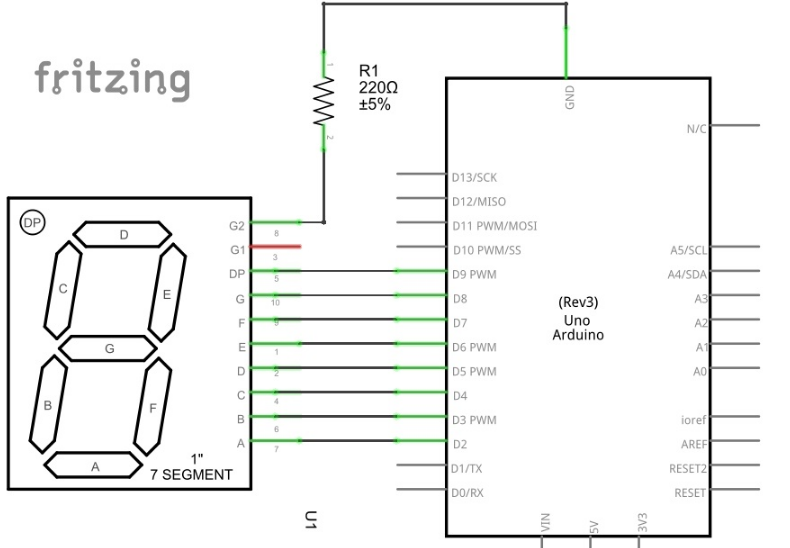 fritzing
R1
220Ω
±5%
1
2
GND
N/C
D13/SCK
D12/MISO
D11 PWM/MOSI
D10 PWM/SS
D9 PWM
D8
D7
D6 PWM
D5 PWM
D4
D3 PWM
D2
D1/TX
D0/RX
(Rev3)
Uno
Arduino
A5/SCL
A4/SDA
A3
A2
A1
A0
ioref
AREF
RESET2
RESET
VIN
5V
3V3
DP
D
C
E
G
B
F
A
1"
7 SEGMENT
G2
8
G1
3
DP
5
G
10
F
9
E
1
D
2
C
4
B
6
A
7
U1